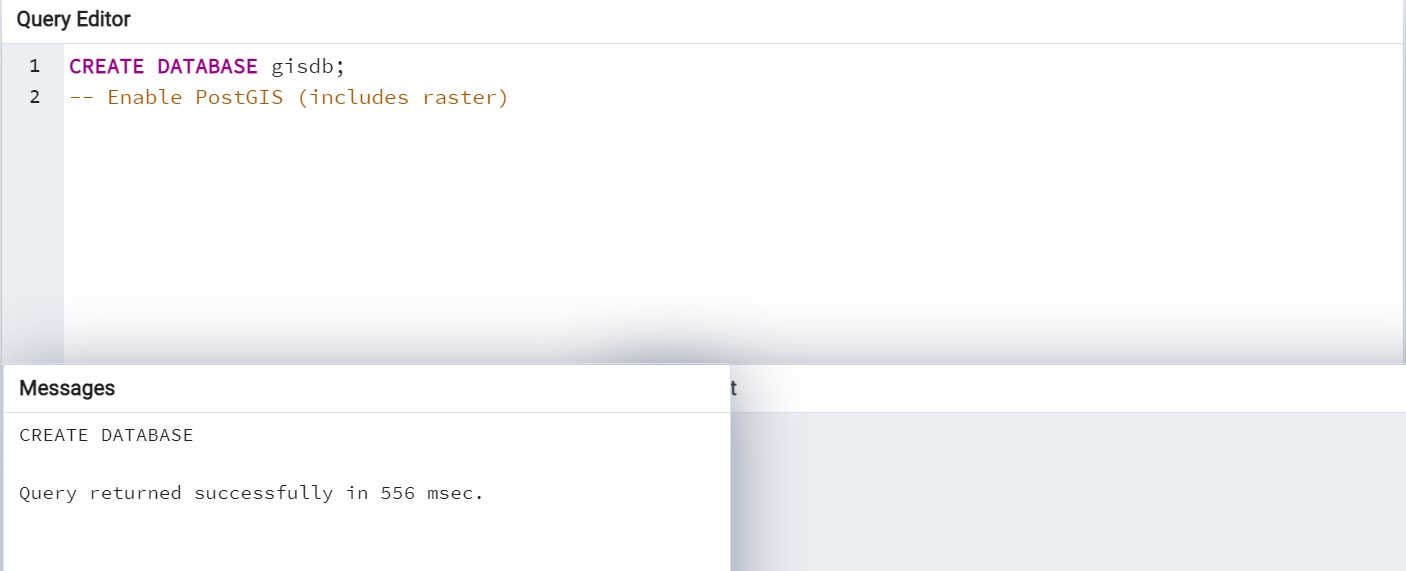 Query Editor
1 CREATE DATABASE gisdb;
2 -- Enable PostGIS (includes raster)
Messages
t
CREATE DATABASE
Query returned successfully in 556 msec.